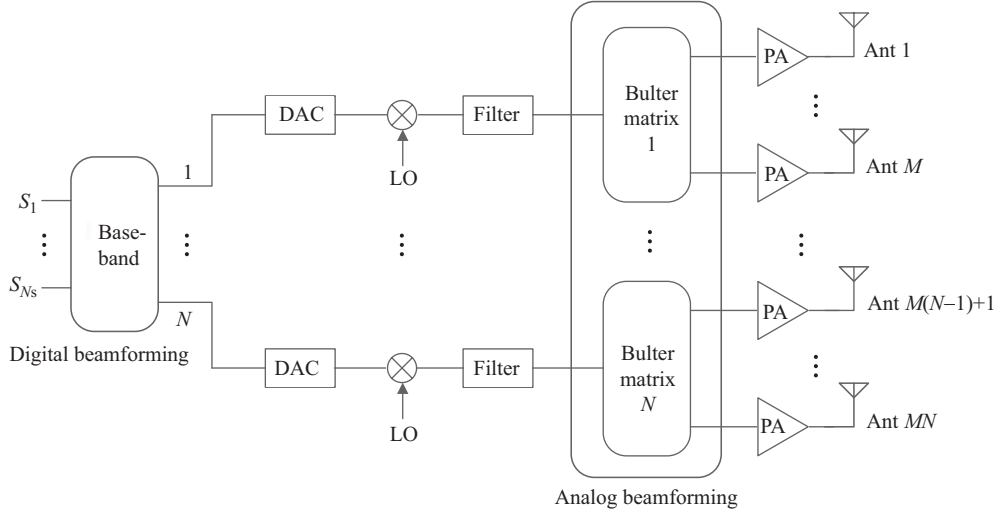 PA
Ant 1
DAC
Filter
Bulter
matrix
1
1
LO
PA
Ant M
S1
Base-
band
SNs
N
Digital beamforming
PA
Ant M(N−1)+1
DAC
Filter
Bulter
matrix
N
LO
PA
Ant MN
Analog beamforming